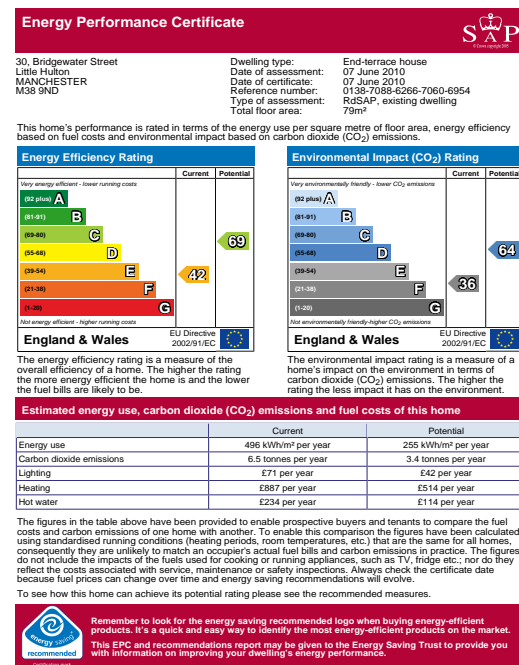 Energy Performance Certificate
SAP
© Crown copyright 2005
30, Bridgewater Street
Little Hulton
MANCHESTER
M38 9ND
Dwelling type: End-terrace house
Date of assessment: 07 June 2010
Date of certificate: 07 June 2010
Reference number: 0138-7088-6266-7060-6954
Type of assessment: RdSAP, existing dwelling
Total floor area: 79m²
This home's performance is rated in terms of the energy use per square metre of floor area, energy efficiency
based on fuel costs and environmental impact based on carbon dioxide (CO2) emissions.
Energy Efficiency Rating
Current Potential
Very energy efficient - lower running costs
(92 plus) A
(81-91) B
(69-80) C
(55-68) D
(39-54) E
(21-38) F
(1-20) G
42
69
Not energy efficient - higher running costs
England & Wales
EU Directive
2002/91/EC
Environmental Impact (CO2) Rating
Current Potential
Very environmentally friendly - lower CO2 emissions
(92 plus) A
(81-91) B
(69-80) C
(55-68) D
(39-54) E
(21-38) F
(1-20) G
36
64
Not environmentally friendly-higher CO2 emissions
England & Wales
EU Directive
2002/91/EC
The energy efficiency rating is a measure of the
overall efficiency of a home. The higher the rating
the more energy efficient the home is and the lower
the fuel bills are likely to be.
The environmental impact rating is a measure of a
home's impact on the environment in terms of
carbon dioxide (CO2) emissions. The higher the
rating the less impact it has on the environment.
Estimated energy use, carbon dioxide (CO2) emissions and fuel costs of this home
Current Potential
Energy use 496 kWh/m² per year 255 kWh/m² per year
Carbon dioxide emissions 6.5 tonnes per year 3.4 tonnes per year
Lighting £71 per year £42 per year
Heating £887 per year £514 per year
Hot water £234 per year £114 per year
The figures in the table above have been provided to enable prospective buyers and tenants to compare the fuel
costs and carbon emissions of one home with another. To enable this comparison the figures have been calculated
using standardised running conditions (heating periods, room temperatures, etc.) that are the same for all homes,
consequently they are unlikely to match an occupier's actual fuel bills and carbon emissions in practice. The figures
do not include the impacts of the fuels used for cooking or running appliances, such as TV, fridge etc.; nor do they
reflect the costs associated with service, maintenance or safety inspections. Always check the certificate date
because fuel prices can change over time and energy saving recommendations will evolve.
To see how this home can achieve its potential rating please see the recommended measures.
energy saving
recommended
Remember to look for the energy saving recommended logo when buying energy-efficient
products. It's a quick and easy way to identify the most energy-efficient products on the market.
This EPC and recommendations report may be given to the Energy Saving Trust to provide you
with information on improving your dwelling's energy performance.